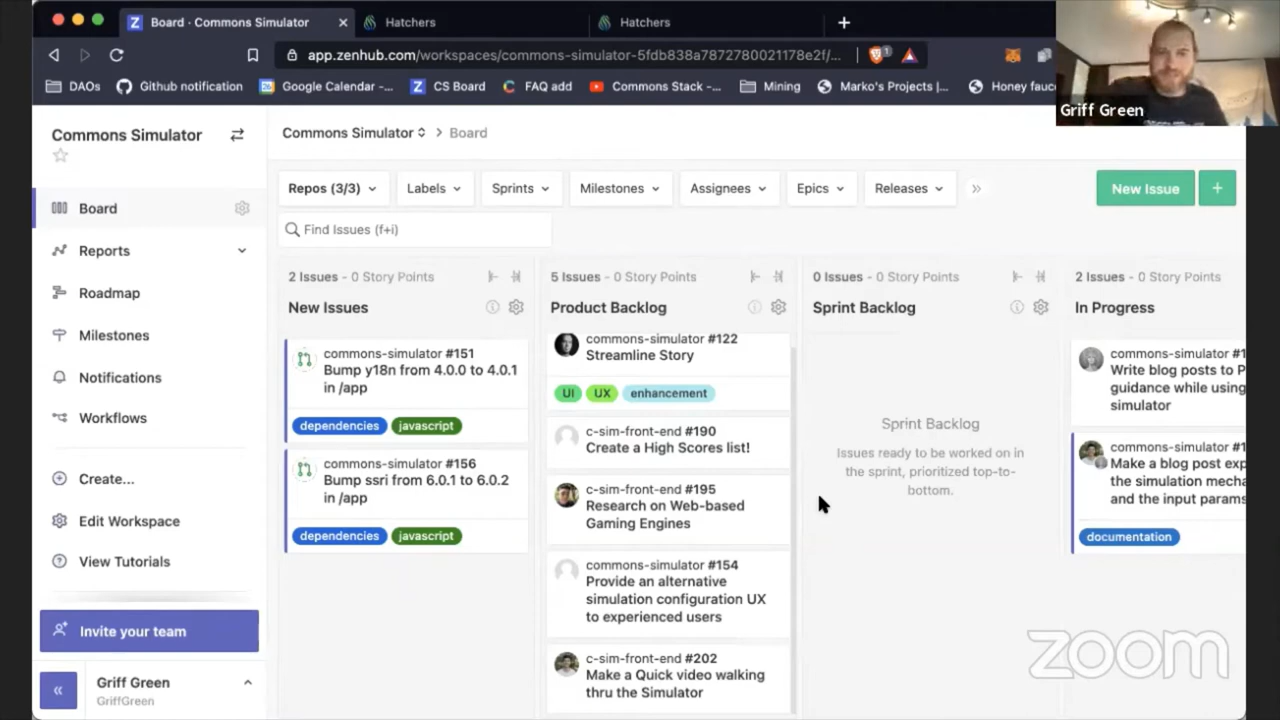 Board · Commons Simulator
Hatchers
Hatchers
app.zenhub.com/workspaces/commons-simulator-5fdb838a7872780021178e2f/...
1
DAOs
Github notification
Google Calendar -...
CS Board
FAQ add
Commons Stack -...
Mining
Marko's Projects |...
Honey fauc
Griff Green
Commons Simulator
Commons Simulator > Board
Board
Reports
Roadmap
Milestones
Notifications
Workflows
Create...
Edit Workspace
View Tutorials
Invite your team
Griff Green
GriffGreen
Repos (3/3)
Labels
Sprints
Milestones
Assignees
Epics
Releases
New Issue
+
Find Issues (f+i)
2 Issues - 0 Story Points
New Issues
commons-simulator #151
Bump y18n from 4.0.0 to 4.0.1
in /app
dependencies
javascript
commons-simulator #156
Bump ssri from 6.0.1 to 6.0.2
in /app
dependencies
javascript
5 Issues - 0 Story Points
Product Backlog
commons-simulator #122
Streamline Story
UI
UX
enhancement
c-sim-front-end #190
Create a High Scores list!
c-sim-front-end #195
Research on Web-based
Gaming Engines
commons-simulator #154
Provide an alternative
simulation configuration UX
to experienced users
c-sim-front-end #202
Make a Quick video walking
thru the Simulator
0 Issues - 0 Story Points
Sprint Backlog
Sprint Backlog
Issues ready to be worked on in
the sprint, prioritized top-to-
bottom.
2 Issues - 0 Story Points
In Progress
commons-simulator #1
Write blog posts to P
guidance while using
simulator
commons-simulator #1
Make a blog post exp
the simulation mecha
and the input params
documentation
zoom